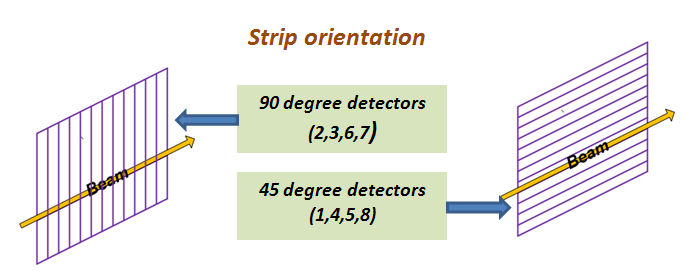 Strip orientation
90 degree detectors
(2,3,6,7)
Beam
45 degree detectors
(1,4,5,8)
Beam